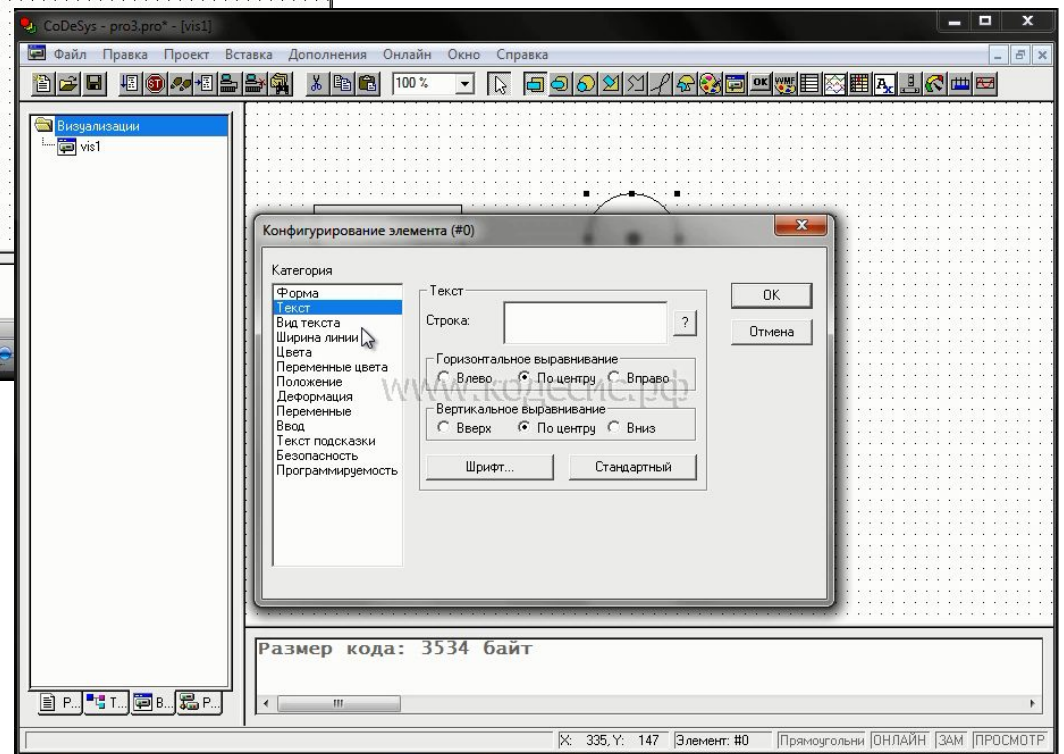 CoDeSys - pro3.pro* - [vis1]
Файл Правка Проект Вставка Дополнения Онлайн Окно Справка
100 %
Визуализации
vis1
Конфигурирование элемента (#0)
Категория
Форма
Текст
Вид текста
Ширина линии
Цвета
Переменные цвета
Положение
Деформация
Переменные
Ввод
Текст подсказки
Безопасность
Программируемость
Текст
Строка:
?
Горизонтальное выравнивание
Влево По центру Вправо
Вертикальное выравнивание
Вверх По центру Вниз
Шрифт... Стандартный
OK
Отмена
www.кодесис.рф
Размер кода: 3534 байт
Р... Т... В... Р...
X: 335, Y: 147 Элемент: #0 Прямоугольни ОНЛАЙН ЗАМ ПРОСМОТР